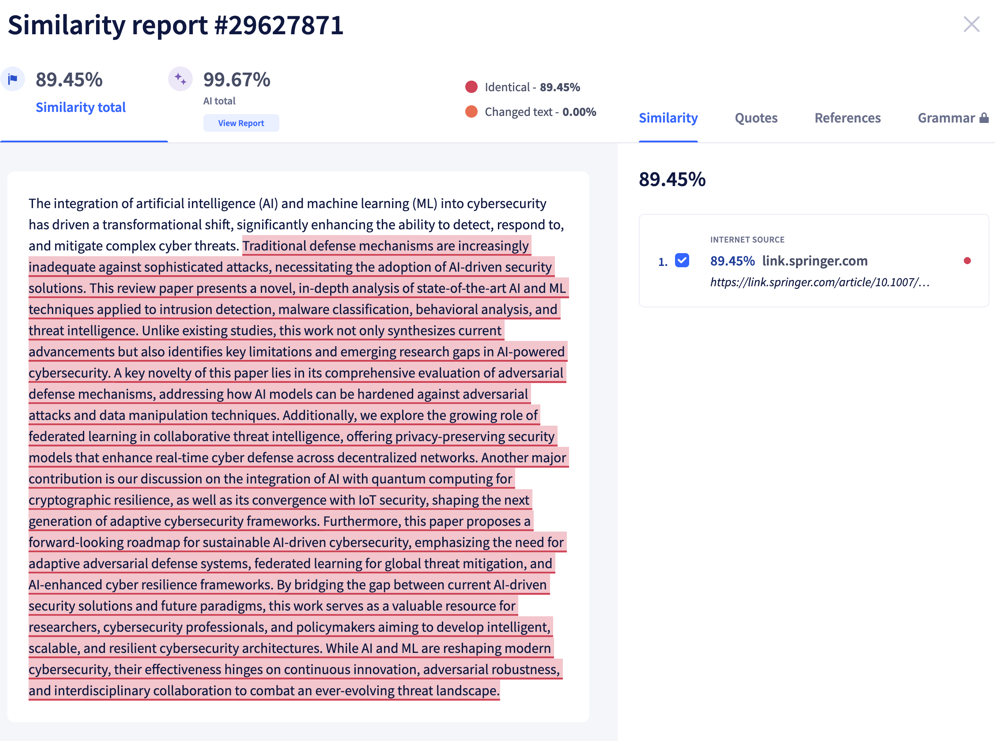 Similarity report #29627871
89.45%
Similarity total
99.67%
AI total
View Report
Identical - 89.45%
Changed text - 0.00%
Similarity
Quotes
References
Grammar
The integration of artificial intelligence (AI) and machine learning (ML) into cybersecurity
has driven a transformational shift, significantly enhancing the ability to detect, respond to,
and mitigate complex cyber threats. Traditional defense mechanisms are increasingly
inadequate against sophisticated attacks, necessitating the adoption of AI-driven security
solutions. This review paper presents a novel, in-depth analysis of state-of-the-art AI and ML
techniques applied to intrusion detection, malware classification, behavioral analysis, and
threat intelligence. Unlike existing studies, this work not only synthesizes current
advancements but also identifies key limitations and emerging research gaps in AI-powered
cybersecurity. A key novelty of this paper lies in its comprehensive evaluation of adversarial
defense mechanisms, addressing how AI models can be hardened against adversarial
attacks and data manipulation techniques. Additionally, we explore the growing role of
federated learning in collaborative threat intelligence, offering privacy-preserving security
models that enhance real-time cyber defense across decentralized networks. Another major
contribution is our discussion on the integration of AI with quantum computing for
cryptographic resilience, as well as its convergence with IoT security, shaping the next
generation of adaptive cybersecurity frameworks. Furthermore, this paper proposes a
forward-looking roadmap for sustainable AI-driven cybersecurity, emphasizing the need for
adaptive adversarial defense systems, federated learning for global threat mitigation, and
AI-enhanced cyber resilience frameworks. By bridging the gap between current AI-driven
security solutions and future paradigms, this work serves as a valuable resource for
researchers, cybersecurity professionals, and policymakers aiming to develop intelligent,
scalable, and resilient cybersecurity architectures. While AI and ML are reshaping modern
cybersecurity, their effectiveness hinges on continuous innovation, adversarial robustness,
and interdisciplinary collaboration to combat an ever-evolving threat landscape.
89.45%
INTERNET SOURCE
1. 89.45% link.springer.com
https://link.springer.com/article/10.1007/…